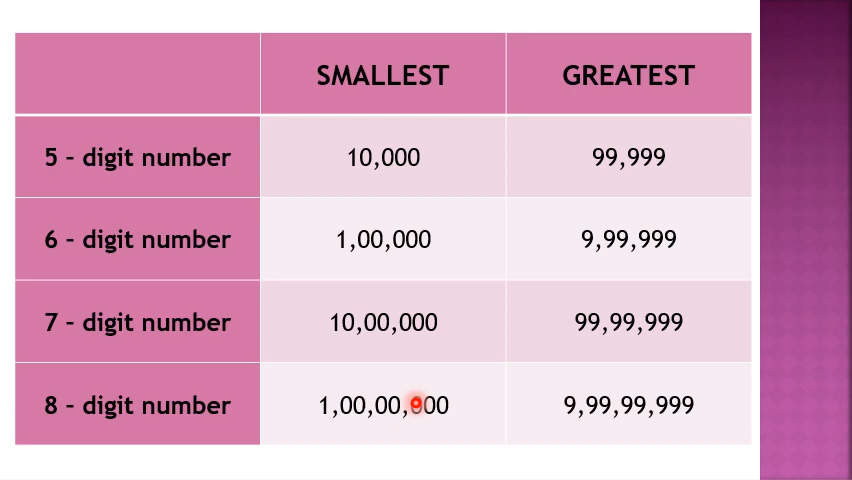 SMALLEST GREATEST
5 – digit number 10,000 99,999
6 – digit number 1,00,000 9,99,999
7 – digit number 10,00,000 99,99,999
8 – digit number 1,00,00,000 9,99,99,999